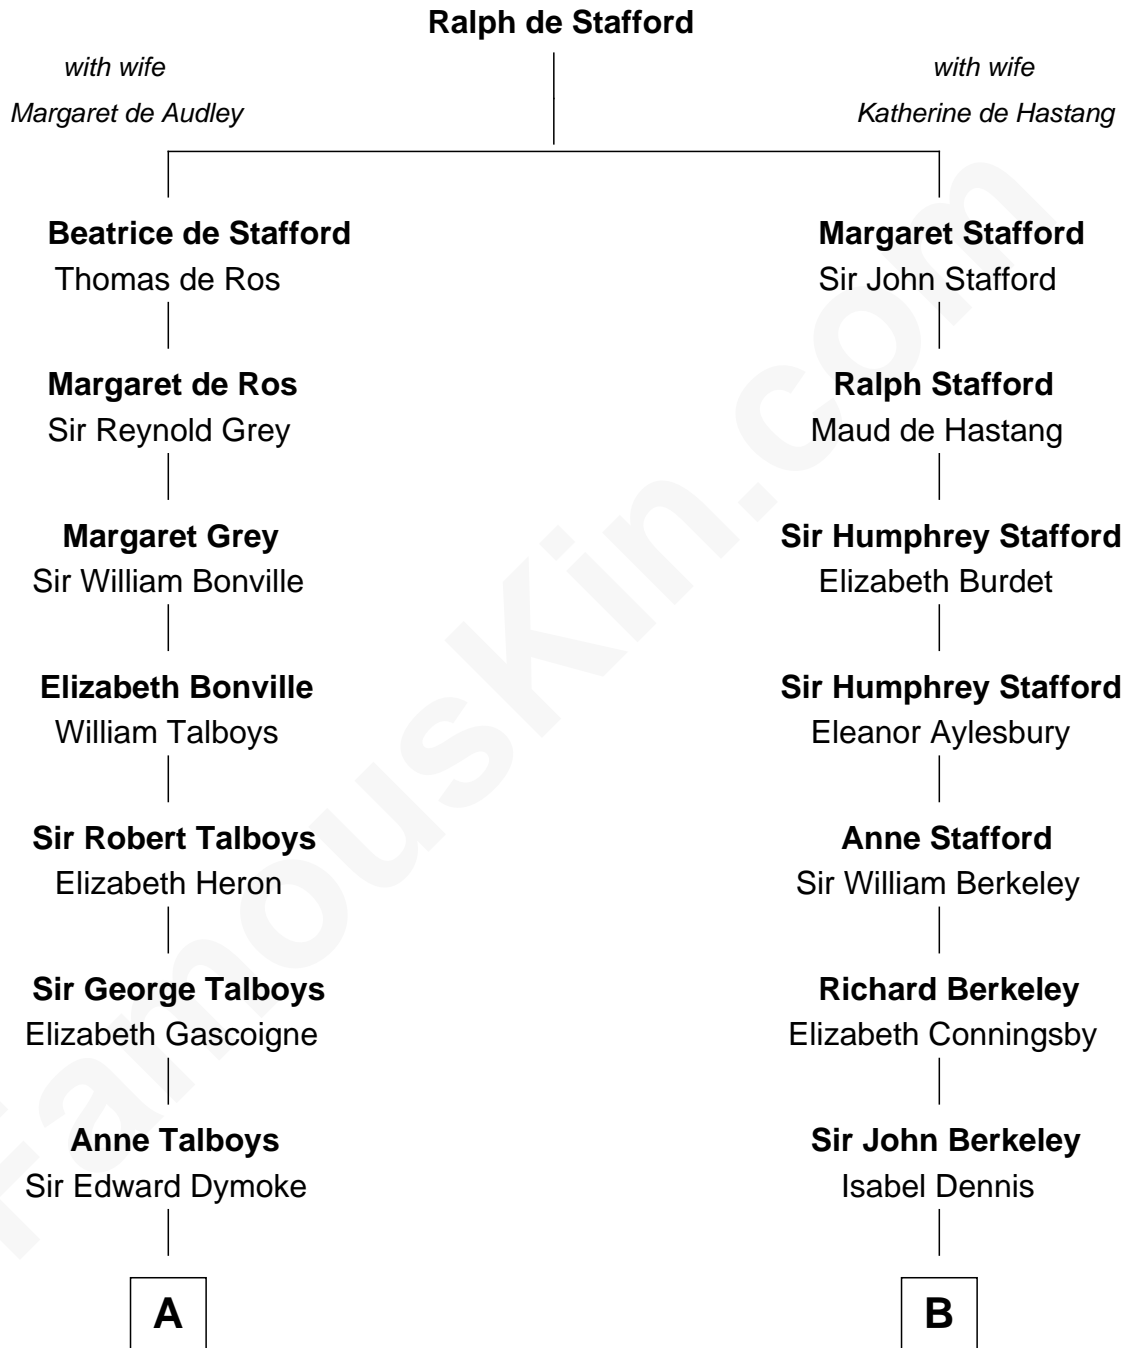 Ralph de Stafford
with wife
Margaret de Audley
with wife
Katherine de Hastang
Beatrice de Stafford
Thomas de Ros
Margaret de Ros
Sir Reynold Grey
Margaret Grey
Sir William Bonville
Elizabeth Bonville
William Talboys
Sir Robert Talboys
Elizabeth Heron
Sir George Talboys
Elizabeth Gascoigne
Anne Talboys
Sir Edward Dymoke
A
Margaret Stafford
Sir John Stafford
Ralph Stafford
Maud de Hastang
Sir Humphrey Stafford
Elizabeth Burdet
Sir Humphrey Stafford
Eleanor Aylesbury
Anne Stafford
Sir William Berkeley
Richard Berkeley
Elizabeth Conningsby
Sir John Berkeley
Isabel Dennis
B
FamousKin.com